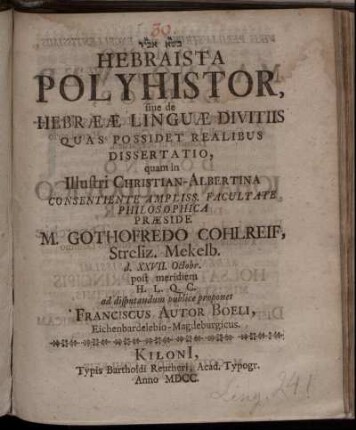 30.
HEBRAISTA
POLYHISTOR,
sive de
HEBRÆÆ LINGUÆ DIVITIIS
QUAS POSSIDET REALIBUS
DISSERTATIO,
quam in
Illustri CHRISTIAN-ALBERTINA
CONSENTIENTE AMPLISS. FACULTATE
PHILOSOPHICA
PRÆSIDE
M. GOTHOFREDO COHLREIF,
Streliz. Mekelb.
d. XXVII. Octobr.
post meridiem
H. L. Q. C.
ad disputandum publice proponet
FRANCISCUS AUTOR BOELI,
Eichenbardelebio-Magdeburgicus.
KILONI,
Typis Bartholdi Reutheri, Acad. Typogr.
Anno MDCC.
Ling. 241